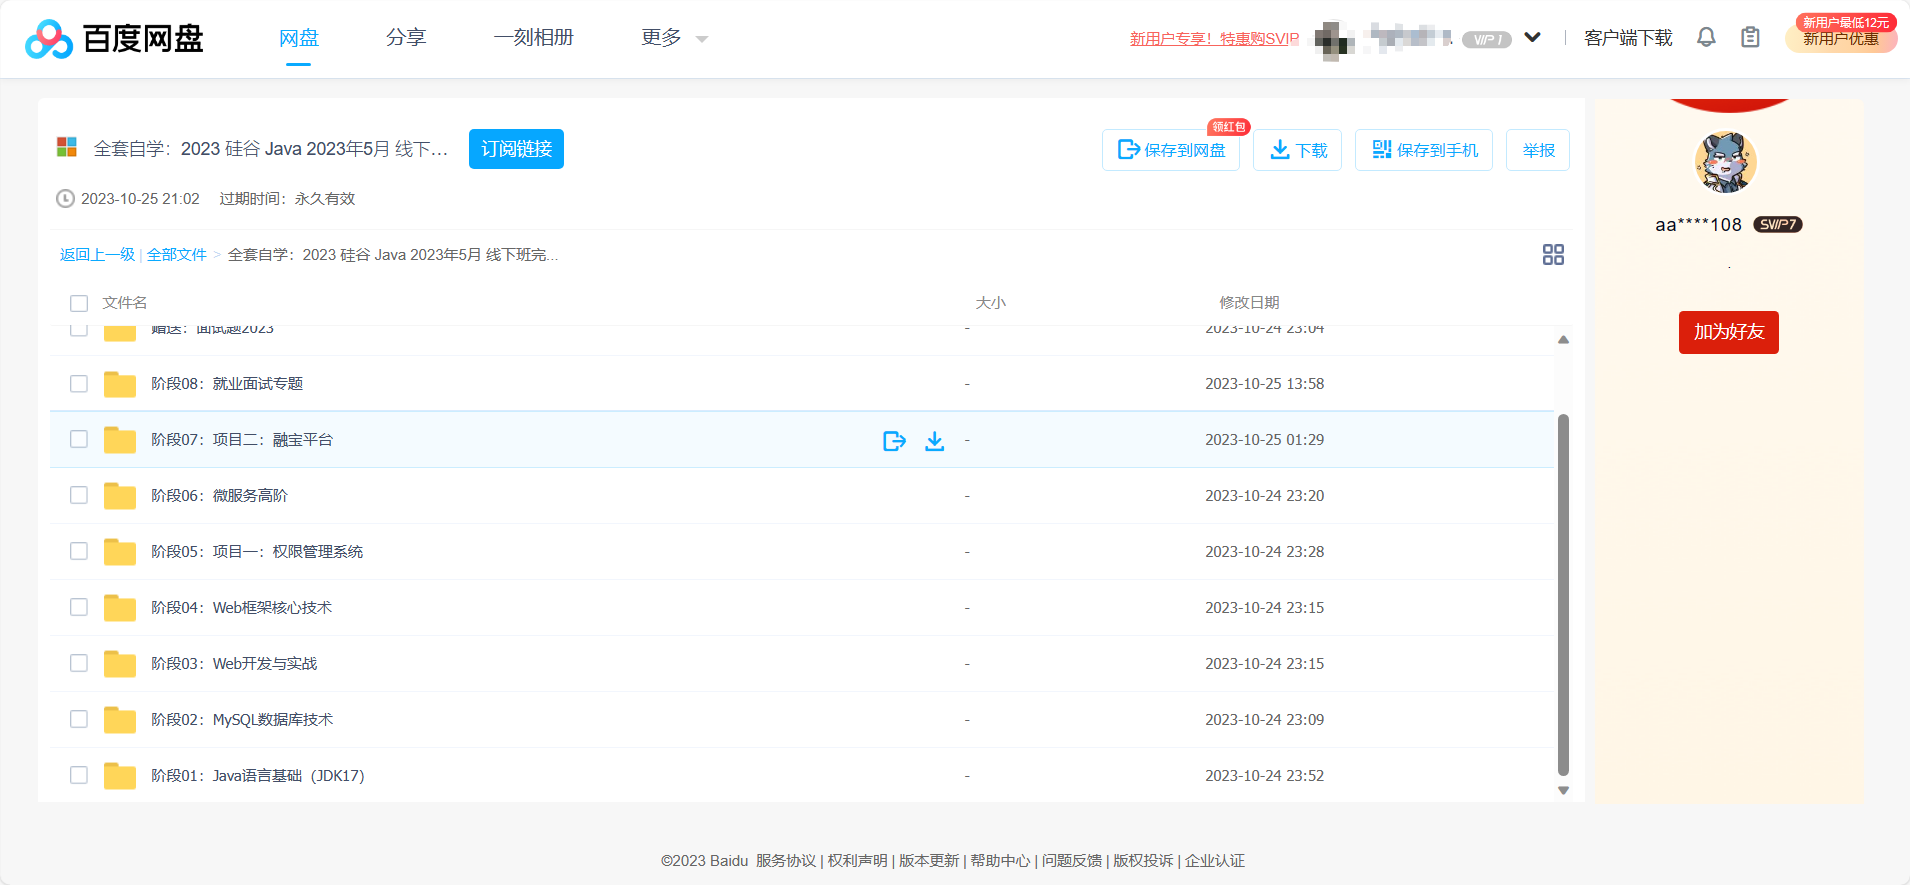 百度网盘
网盘 分享 一刻相册 更多
新用户专享！特惠购SVIP
VIP 1
客户端下载
新用户最低12元
新用户优惠
全套自学：2023 硅谷 Java 2023年5月 线下...
订阅链接
领红包
保存到网盘 下载 保存到手机 举报
2023-10-25 21:02 过期时间：永久有效
返回上一级 | 全部文件 > 全套自学：2023 硅谷 Java 2023年5月 线下班完...
文件名 大小 修改日期
赠送：面试题2023 - 2023-10-24 23:04
阶段08：就业面试专题 - 2023-10-25 13:58
阶段07：项目二：融宝平台 - 2023-10-25 01:29
阶段06：微服务高阶 - 2023-10-24 23:20
阶段05：项目一：权限管理系统 - 2023-10-24 23:28
阶段04：Web框架核心技术 - 2023-10-24 23:15
阶段03：Web开发与实战 - 2023-10-24 23:15
阶段02：MySQL数据库技术 - 2023-10-24 23:09
阶段01：Java语言基础（JDK17） - 2023-10-24 23:52
aa****108 SVIP7
.
加为好友
©2023 Baidu 服务协议 | 权利声明 | 版本更新 | 帮助中心 | 问题反馈 | 版权投诉 | 企业认证